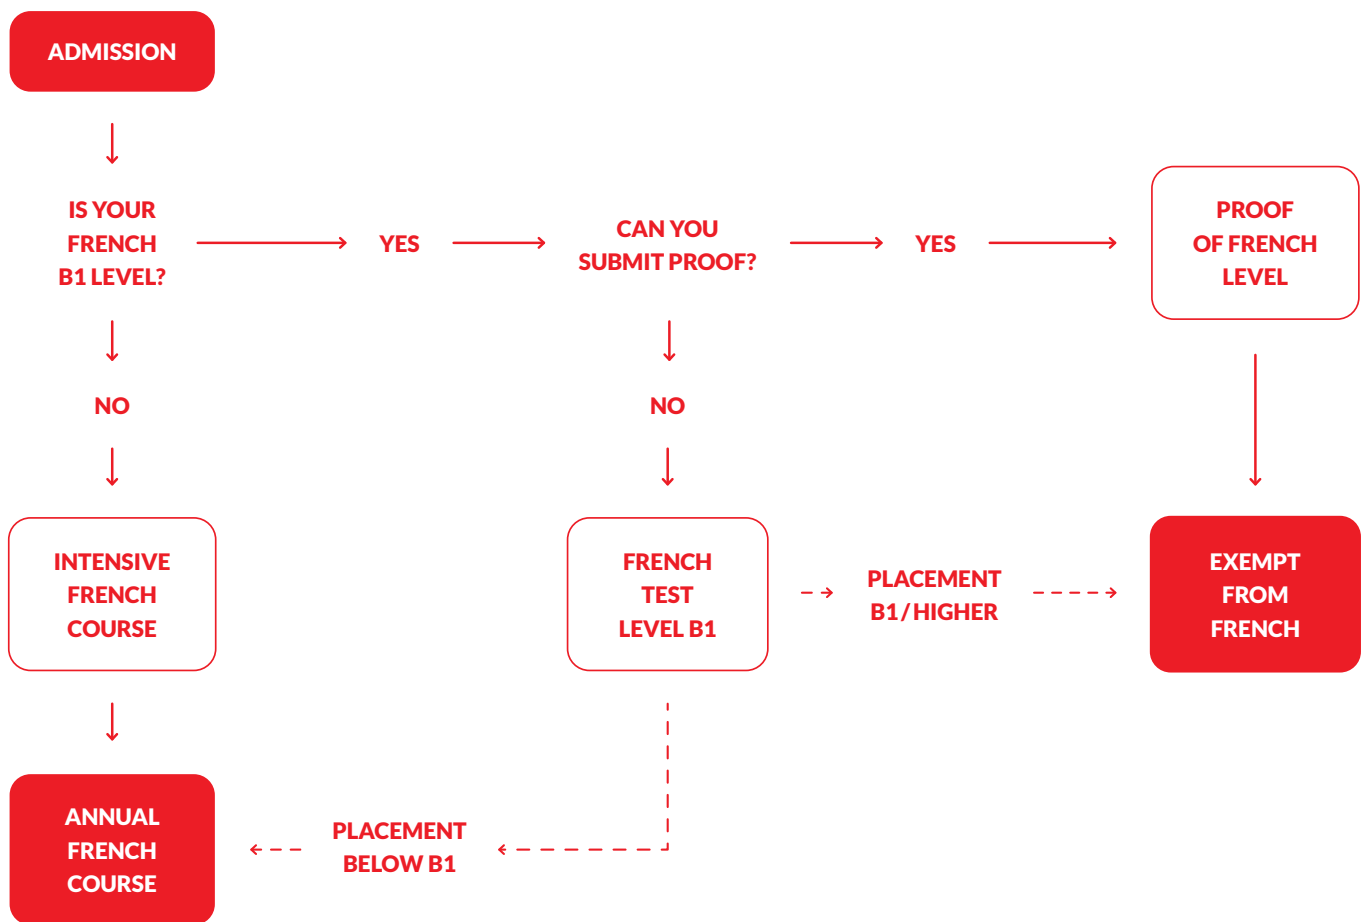 ADMISSION
IS YOUR
FRENCH
B1 LEVEL?
YES
CAN YOU
SUBMIT PROOF?
YES
PROOF
OF FRENCH
LEVEL
NO
NO
INTENSIVE
FRENCH
COURSE
FRENCH
TEST
LEVEL B1
PLACEMENT
B1/HIGHER
EXEMPT
FROM
FRENCH
ANNUAL
FRENCH
COURSE
PLACEMENT
BELOW B1